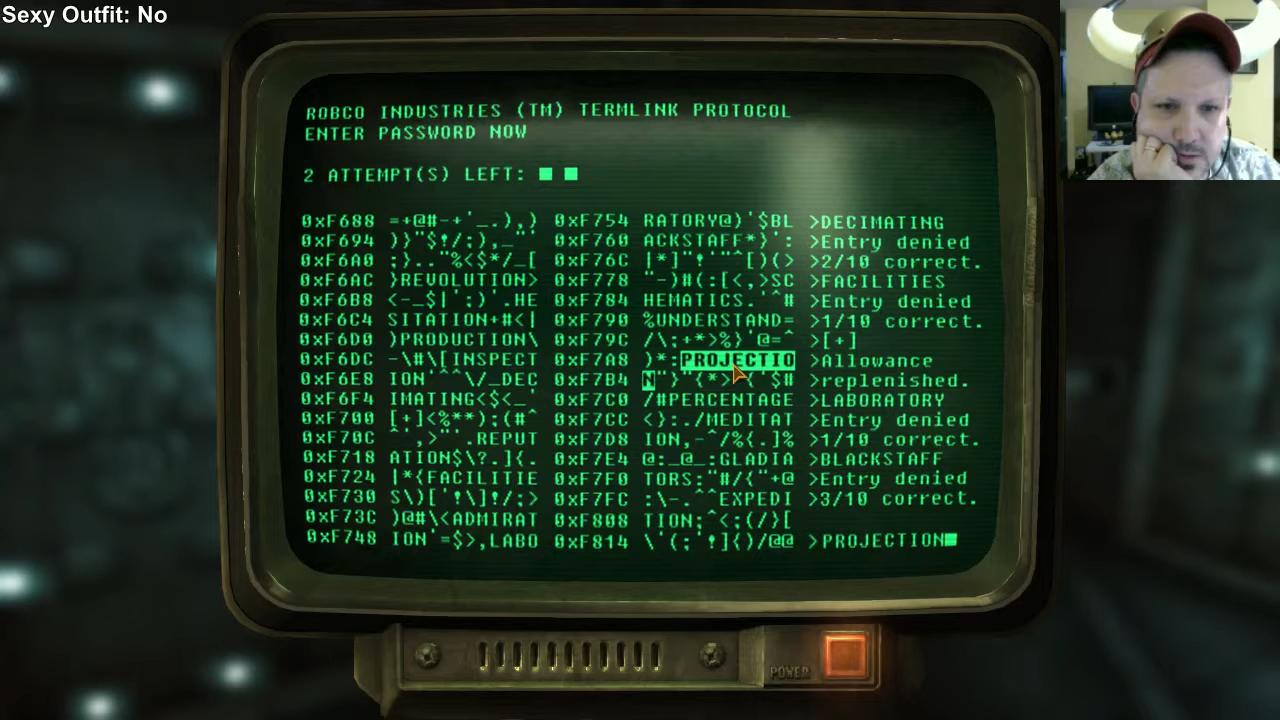 Sexy Outfit: No
ROBCO INDUSTRIES (TM) TERMLINK PROTOCOL
ENTER PASSWORD NOW
2 ATTEMPT(S) LEFT: ■ ■
0xF688 =+@#-+'_.),) 0xF754 RATORY@)'$BL >DECIMATING
0xF694 )}"$!/;),_"' 0xF760 ACKSTAFF*}': >Entry denied
0xF6A0 :}.."%<$*/_[ 0xF76C |*]"!'"^[)(> >2/10 correct.
0xF6AC }REVOLUTION> 0xF778 "-)#(:[<,>SC >FACILITIES
0xF6B8 <-_$|';)'.HE 0xF784 HEMATICS.'^# >Entry denied
0xF6C4 SITATION+#<| 0xF790 %UNDERSTAND= >1/10 correct.
0xF6D0 )PRODUCTION\ 0xF79C /\;+*>%}'@=^ >[+]
0xF6DC -\#\[INSPECT 0xF7A8 )*:PROJECTIO >Allowance
0xF6E8 ION'^^\/_DEC 0xF7B4 N"}"{*> {'$# >replenished.
0xF6F4 IMATING<$<_' 0xF7C0 /#PERCENTAGE >LABORATORY
0xF700 [+]<%**);(#^ 0xF7CC <}:./MEDITAT >Entry denied
0xF70C ^',>"'.REPUT 0xF7D8 ION,-^/%{.]% >1/10 correct.
0xF718 ATION$\?.]{. 0xF7E4 @:_@_:GLADIA >BLACKSTAFF
0xF724 |*{FACILITIE 0xF7F0 TORS:"#/{"+@ >Entry denied
0xF730 S\)['!\]!/;> 0xF7FC :\-.^^EXPEDI >3/10 correct.
0xF73C )@#\<ADMIRAT 0xF808 TION;^<;(/}[
0xF748 ION'=$>,LABO 0xF814 \'(;'!]{)/@@ >PROJECTION■
POWER